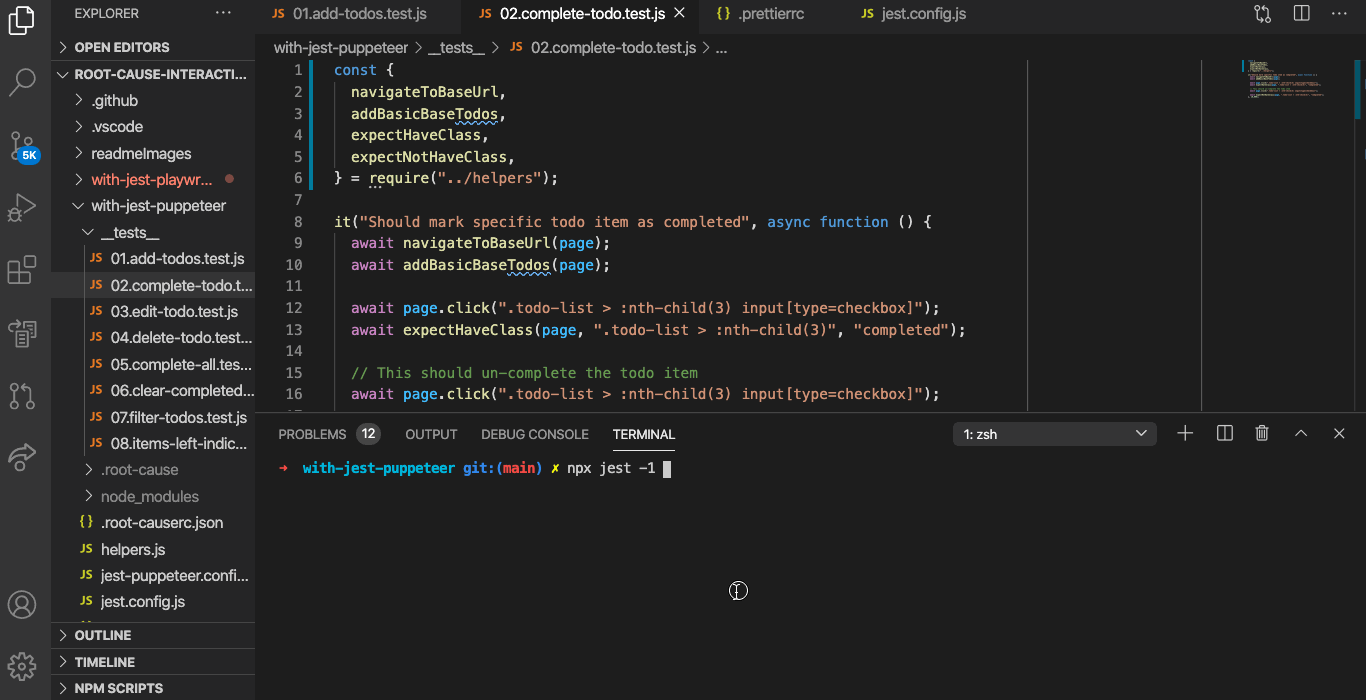 EXPLORER
JS 01.add-todos.test.js
JS 02.complete-todo.test.js
{} .prettierrc
JS jest.config.js
OPEN EDITORS
ROOT-CAUSE-INTERACTI...
.github
.vscode
readmeImages
with-jest-playwr...
with-jest-puppeteer
__tests__
JS 01.add-todos.test.js
JS 02.complete-todo.t...
JS 03.edit-todo.test.js
JS 04.delete-todo.test...
JS 05.complete-all.tes...
JS 06.clear-completed...
JS 07.filter-todos.test.js
JS 08.items-left-indic...
.root-cause
node_modules
{} .root-causerc.json
JS helpers.js
JS jest-puppeteer.confi...
JS jest.config.js
OUTLINE
TIMELINE
NPM SCRIPTS
5K
with-jest-puppeteer > __tests__ > JS 02.complete-todo.test.js > ...
1 const {
2 navigateToBaseUrl,
3 addBasicBaseTodos,
4 expectHaveClass,
5 expectNotHaveClass,
6 } = require("../helpers");
7
8 it("Should mark specific todo item as completed", async function () {
9 await navigateToBaseUrl(page);
10 await addBasicBaseTodos(page);
11
12 await page.click(".todo-list > :nth-child(3) input[type=checkbox]");
13 await expectHaveClass(page, ".todo-list > :nth-child(3)", "completed");
14
15 // This should un-complete the todo item
16 await page.click(".todo-list > :nth-child(3) input[type=checkbox]");
PROBLEMS 12 OUTPUT DEBUG CONSOLE TERMINAL 1: zsh
➜ with-jest-puppeteer git:(main) ✗ npx jest -1